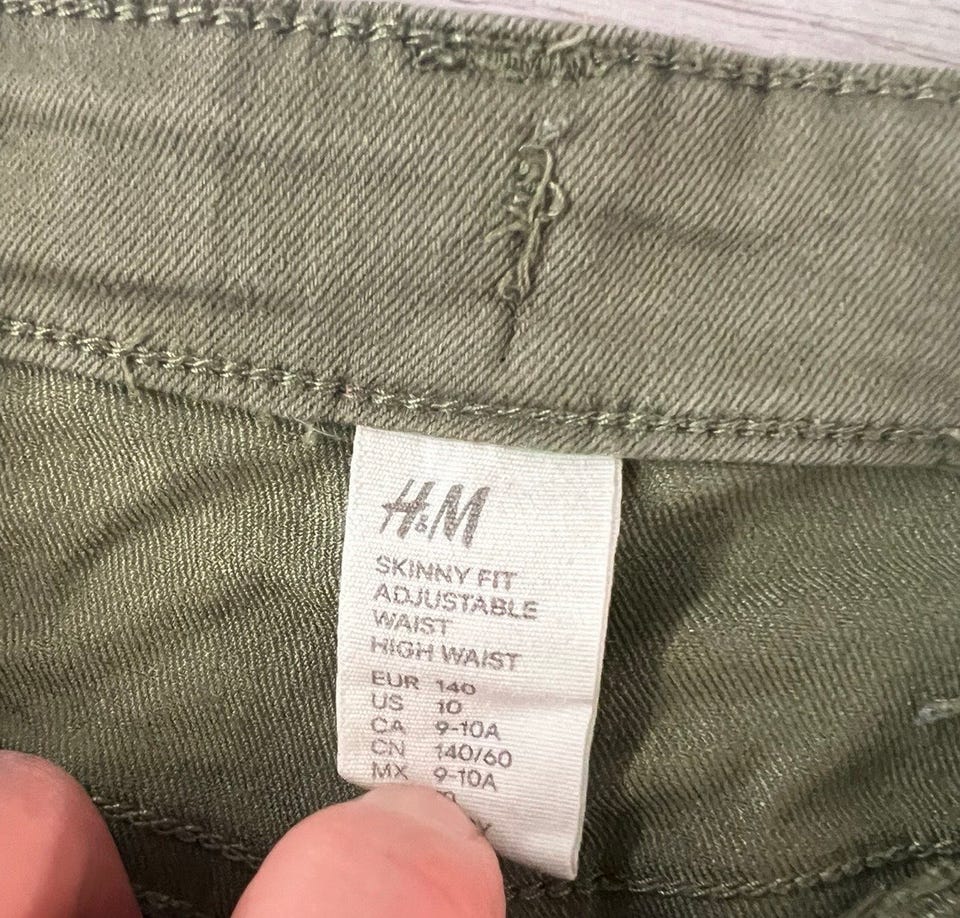 H&M
SKINNY FIT
ADJUSTABLE
WAIST
HIGH WAIST
EUR 140
US 10
CA 9-10A
CN 140/60
MX 9-10A